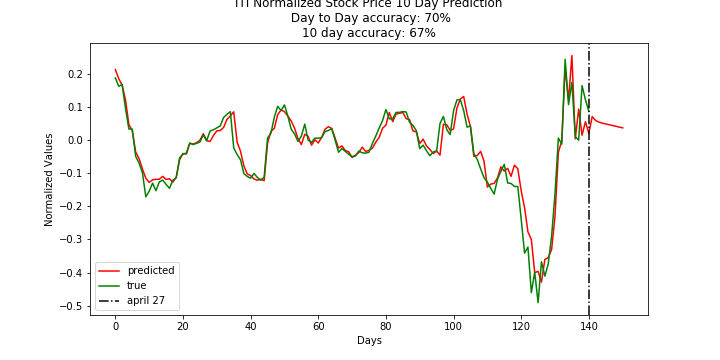 Normalized Stock Price 10 Day Prediction
Day to Day accuracy: 70%
10 day accuracy: 67%
Normalized Values
0.2
0.1
0.0
−0.1
−0.2
−0.3
−0.4
−0.5
predicted
true
april 27
0 20 40 60 80 100 120 140
Days